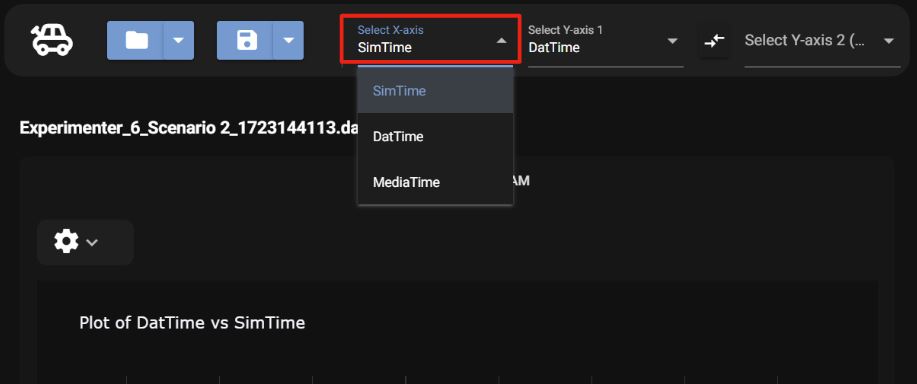 Select X-axis
SimTime
Select Y-axis 1
DatTime
Select Y-axis 2 (...
SimTime
DatTime
MediaTime
Experimenter_6_Scenario 2_1723144113.da
AM
Plot of DatTime vs SimTime